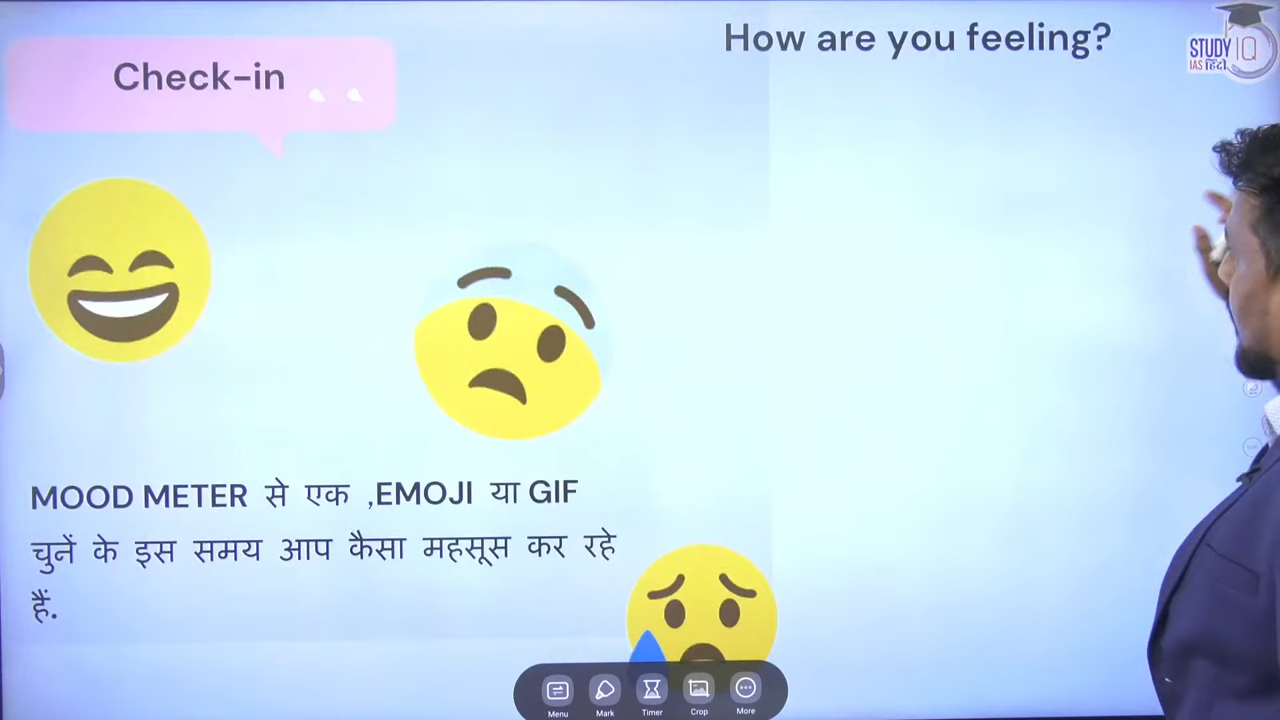 How are you feeling?
Check-in
STUDY IQ
IAS हिंदी
MOOD METER से एक ,EMOJI या GIF
चुनें के इस समय आप कैसा महसूस कर रहे
हैं.
Menu
Mark
Timer
Crop
More